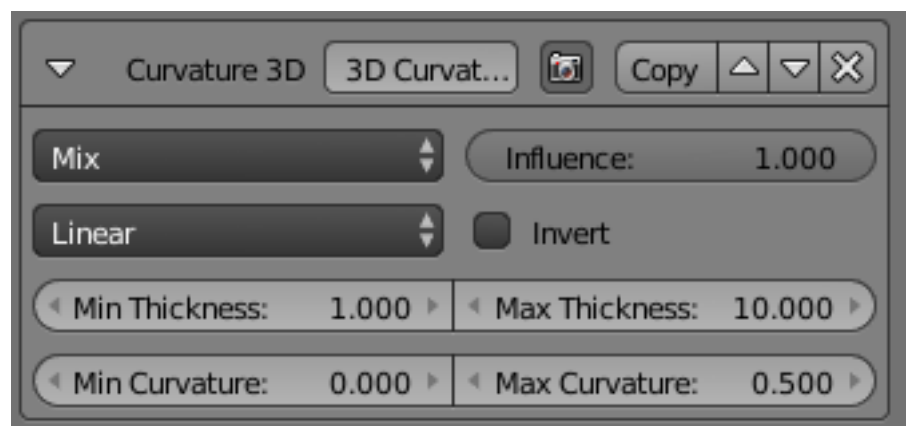 Curvature 3D 3D Curvat... Copy
Mix Influence: 1.000
Linear Invert
Min Thickness: 1.000 Max Thickness: 10.000
Min Curvature: 0.000 Max Curvature: 0.500